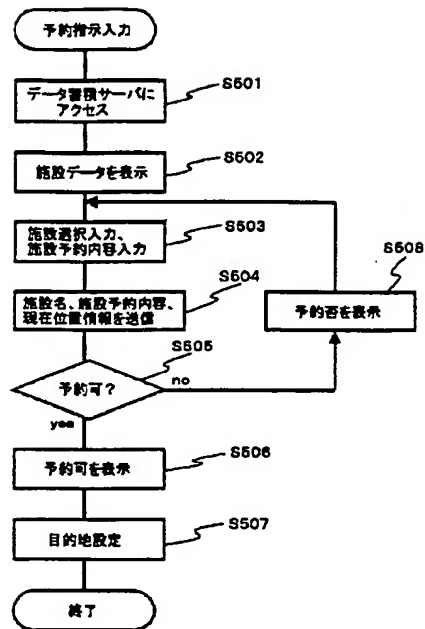 予約指示入力
データ蓄積サーバに
アクセス
S501
施設データを表示
S502
施設選択入力、
施設予約内容入力
S503
施設名、施設予約内容、
現在位置情報を送信
S504
予約可?
S505
no
yes
予約否を表示
S508
予約可を表示
S506
目的地設定
S507
終了